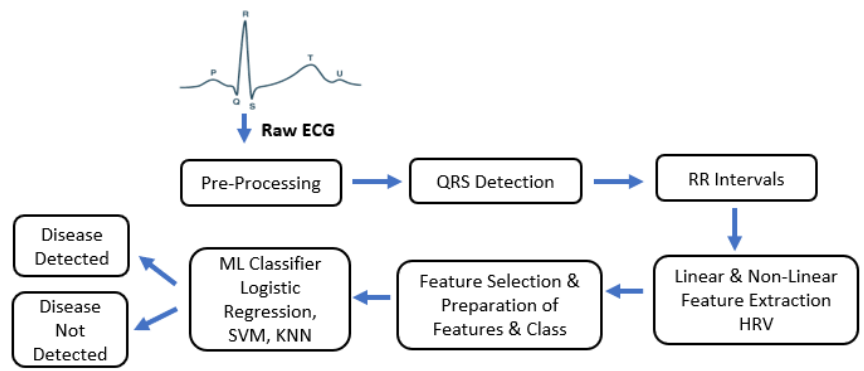 R
P
T
U
Q
S
Raw ECG
Pre-Processing
QRS Detection
RR Intervals
Linear & Non-Linear
Feature Extraction
HRV
Feature Selection &
Preparation of
Features & Class
ML Classifier
Logistic
Regression,
SVM, KNN
Disease
Detected
Disease
Not
Detected